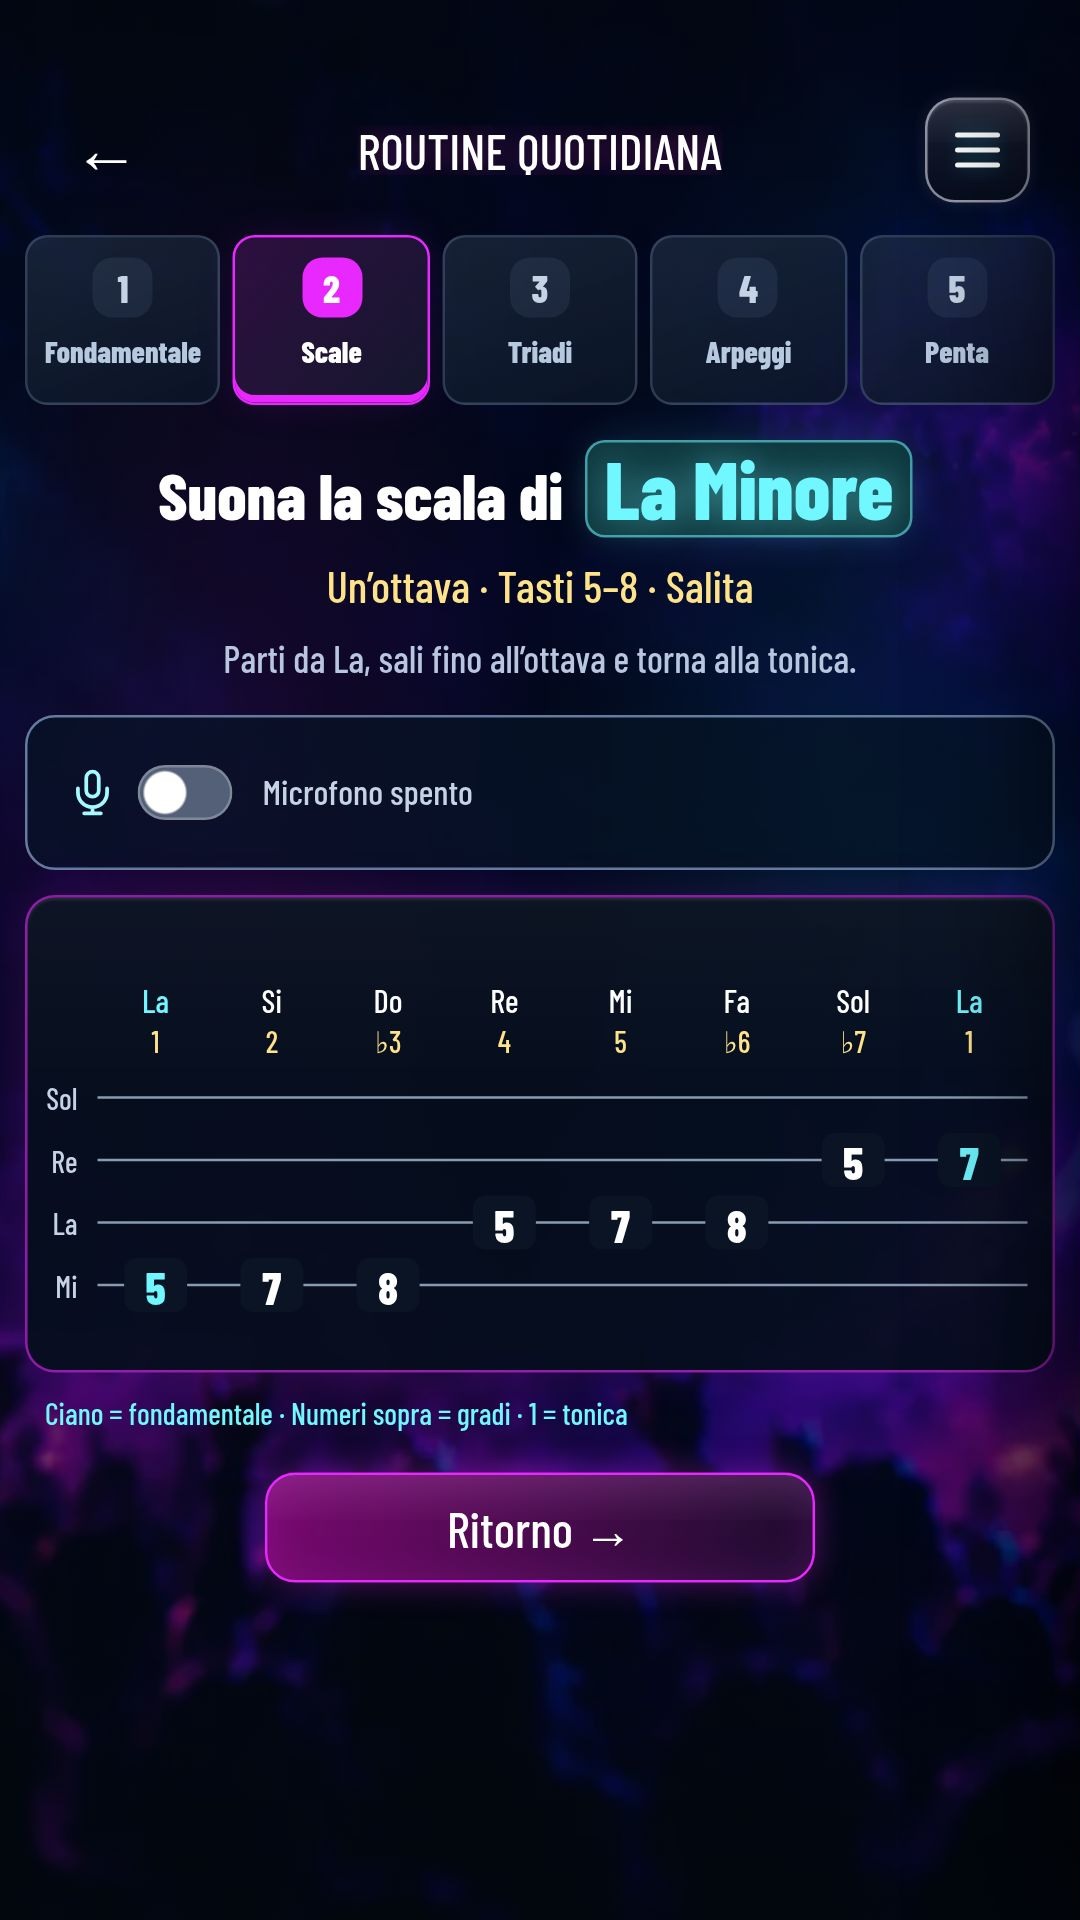 ← ROUTINE QUOTIDIANA
1 2 3 4 5
Fondamentale Scale Triadi Arpeggi Penta
Suona la scala di La Minore
Un’ottava · Tasti 5–8 · Salita
Parti da La, sali fino all’ottava e torna alla tonica.
Microfono spento
La Si Do Re Mi Fa Sol La
1 2 ♭3 4 5 ♭6 ♭7 1
Sol
Re 5 7
La 5 7 8
Mi 5 7 8
Ciano = fondamentale · Numeri sopra = gradi · 1 = tonica
Ritorno →